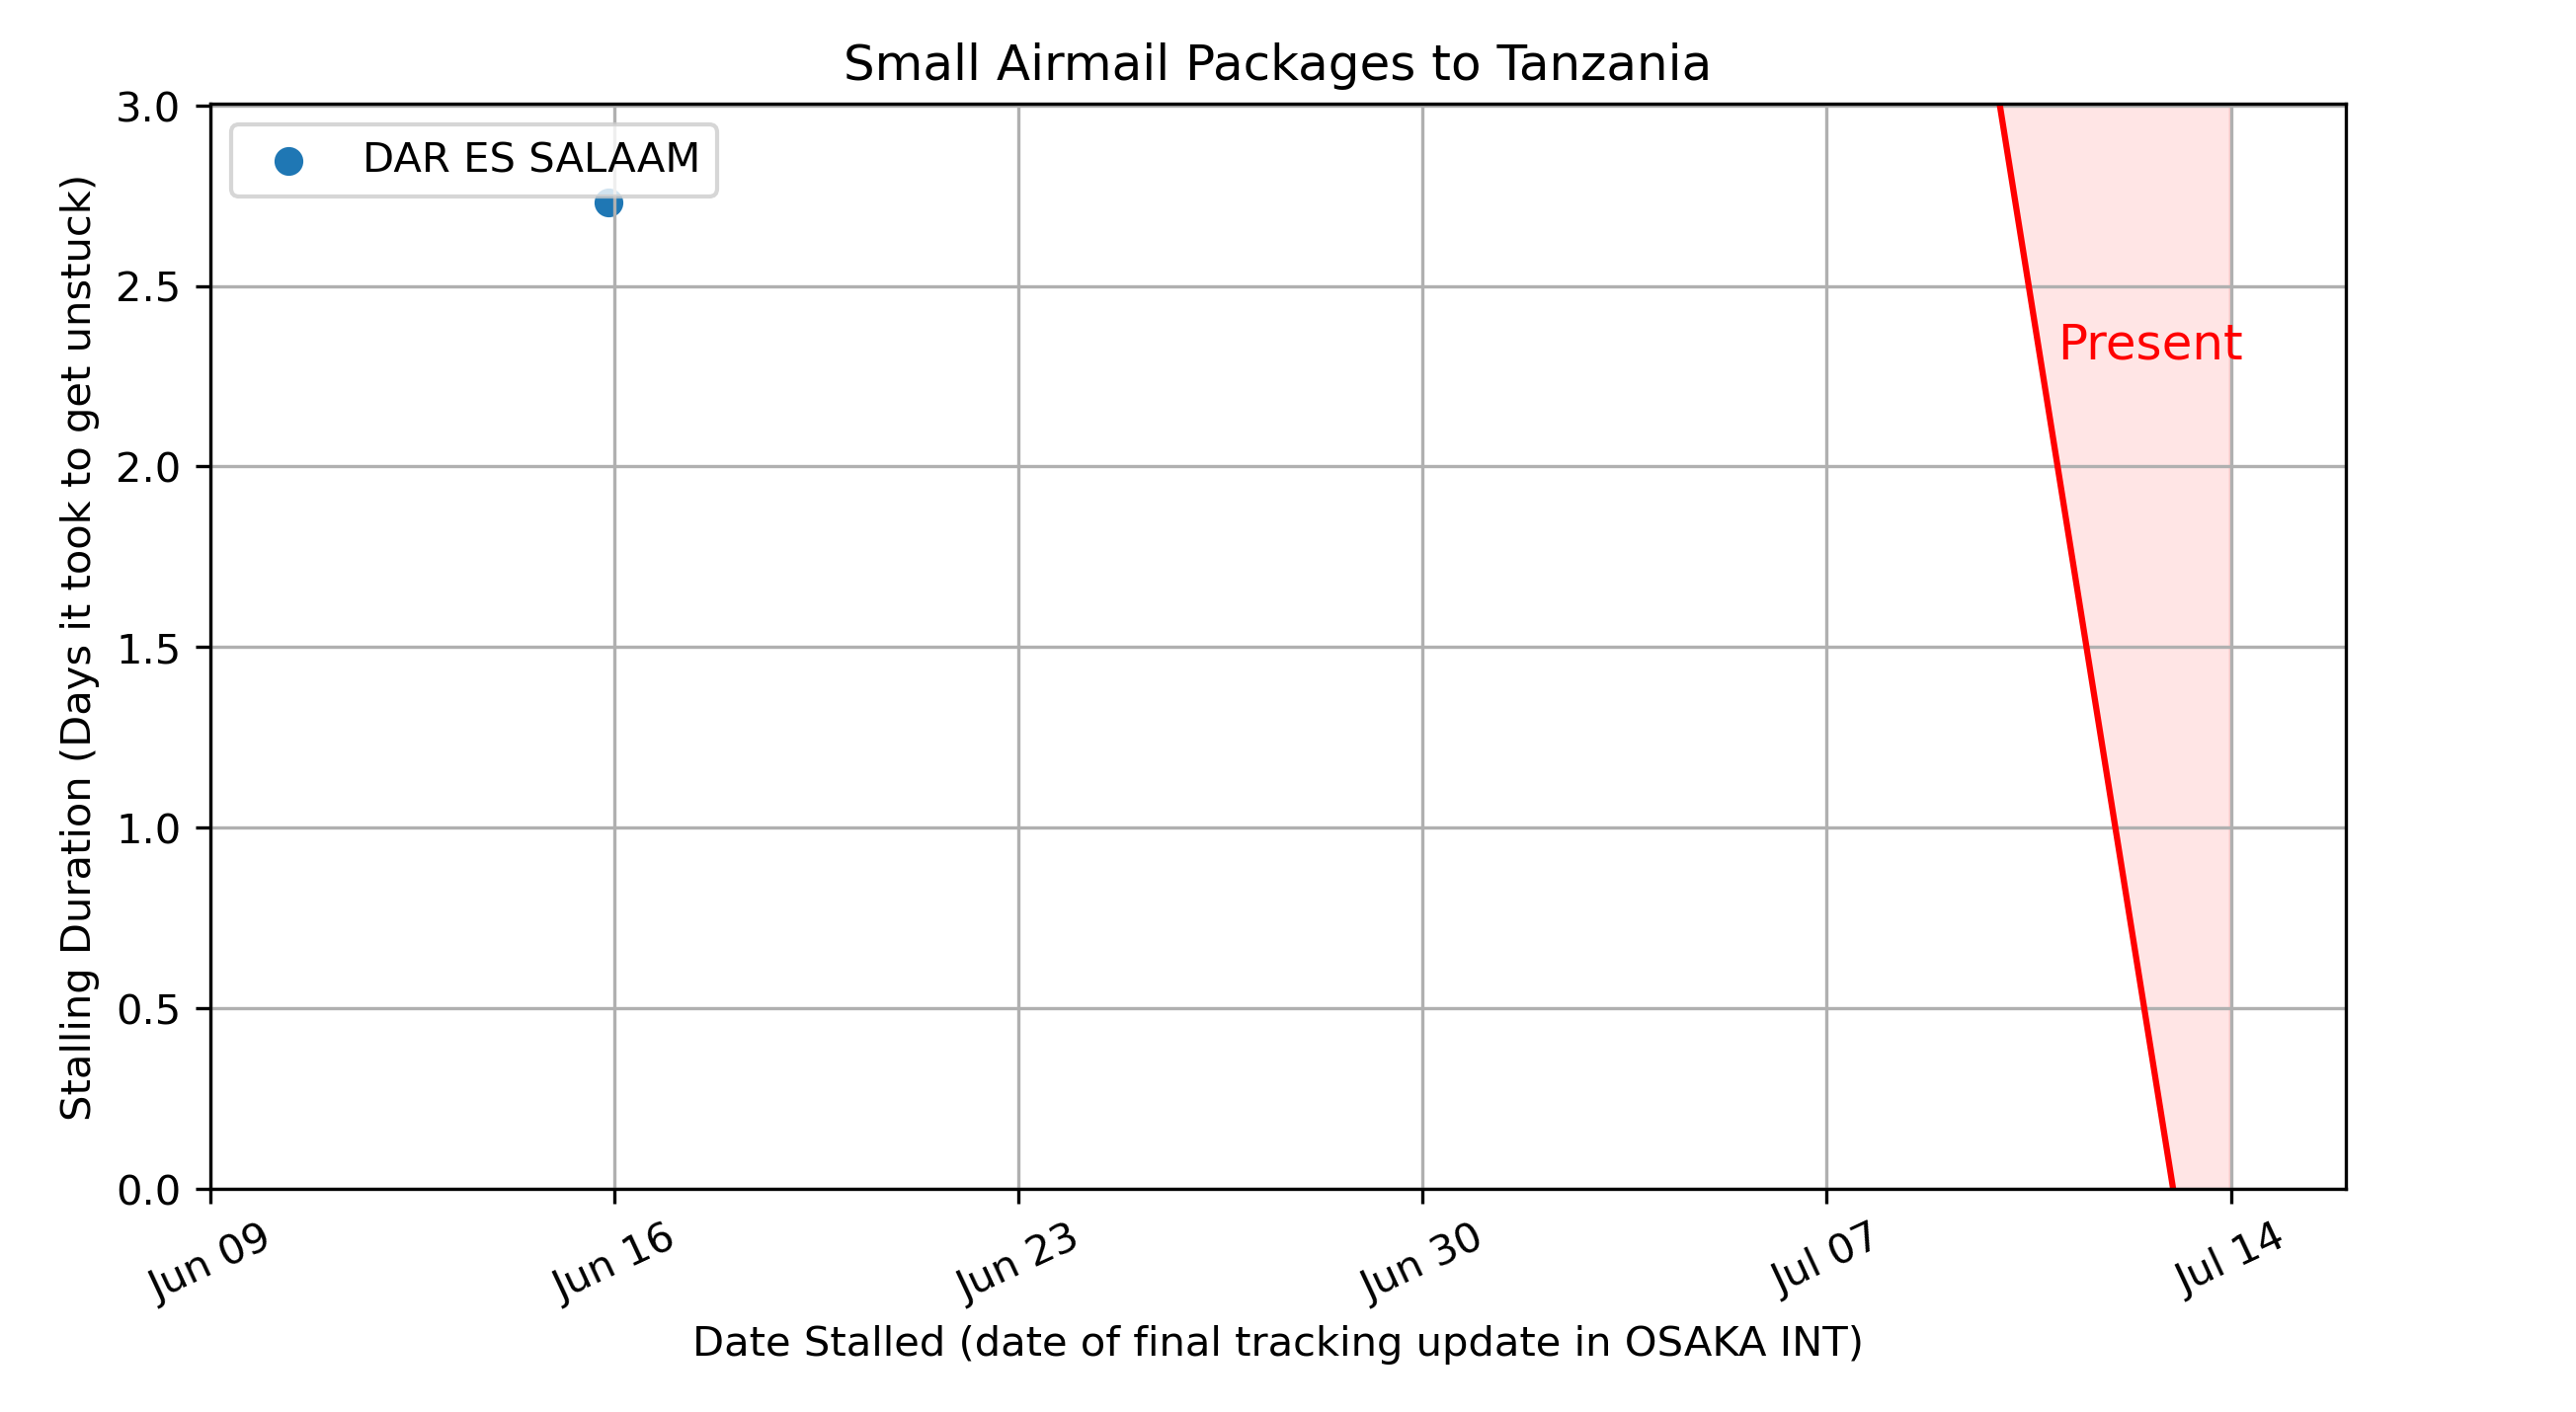 Small Airmail Packages to Tanzania
3.0
DAR ES SALAAM
2.5
Present
2.0
1.5
1.0
0.5
0.0
Stalling Duration (Days it took to get unstuck)
Jun 09
Jun 16
Jun 23
Jun 30
Jul 07
Jul 14
Date Stalled (date of final tracking update in OSAKA INT)